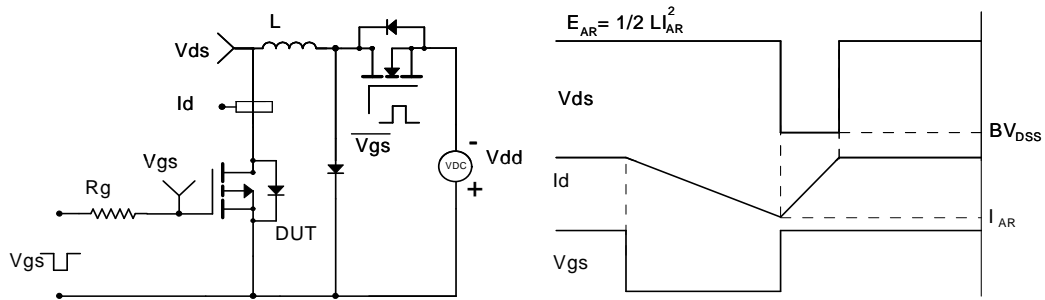 L
E_AR = 1/2 LI_AR^2
Vds
Id
Vgs
Vgs
Rg
DUT
Vgs
VDC
-
+
Vdd
Vds
BV_DSS
Id
I_AR
Vgs